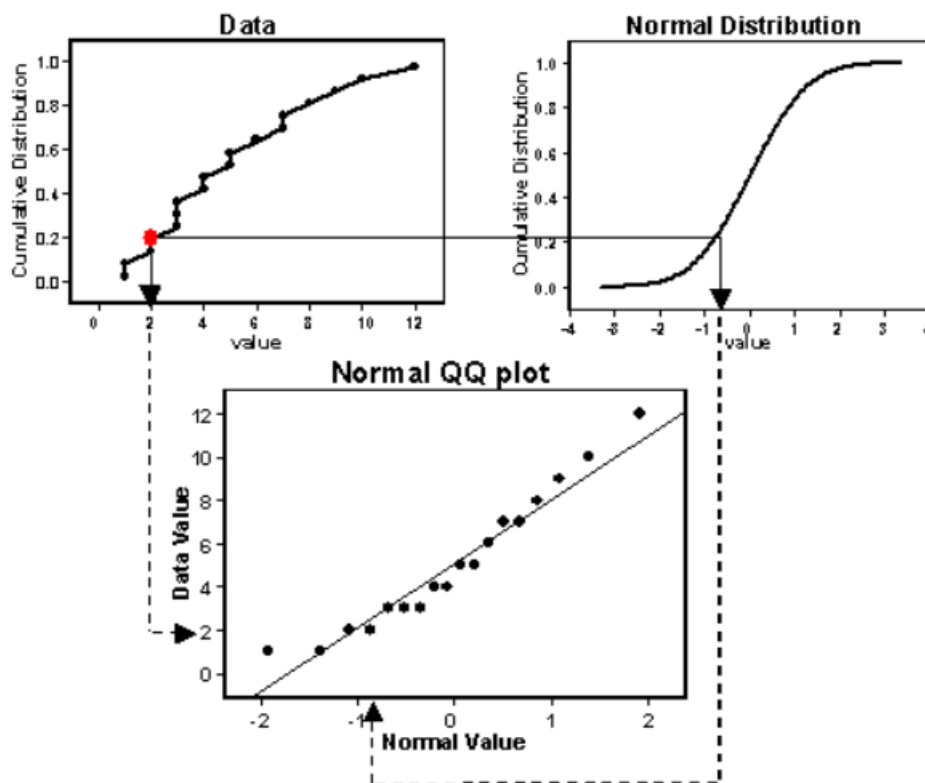 Data
Cumulative Distribution
1.0
0.8
0.6
0.4
0.2
0.0
0 2 4 6 8 10 12
value
Normal Distribution
Cumulative Distribution
1.0
0.8
0.6
0.4
0.2
0.0
-4 -3 -2 -1 0 1 2 3 4
value
Normal QQ plot
Data Value
12
10
8
6
4
2
0
-2 -1 0 1 2
Normal Value